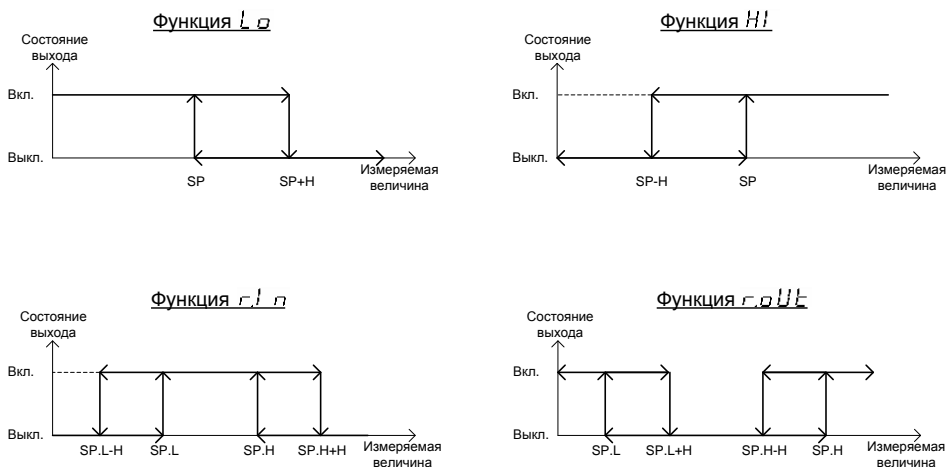 Функция Lo
Состояние
выхода
Вкл.
Выкл.
SP
SP+H
Измеряемая
величина
Функция HI
Состояние
выхода
Вкл.
Выкл.
SP-H
SP
Измеряемая
величина
Функция r.In
Состояние
выхода
Вкл.
Выкл.
SP.L-H
SP.L
SP.H
SP.H+H
Измеряемая
величина
Функция r.oUt
Состояние
выхода
Вкл.
Выкл.
SP.L
SP.L+H
SP.H-H
SP.H
Измеряемая
величина